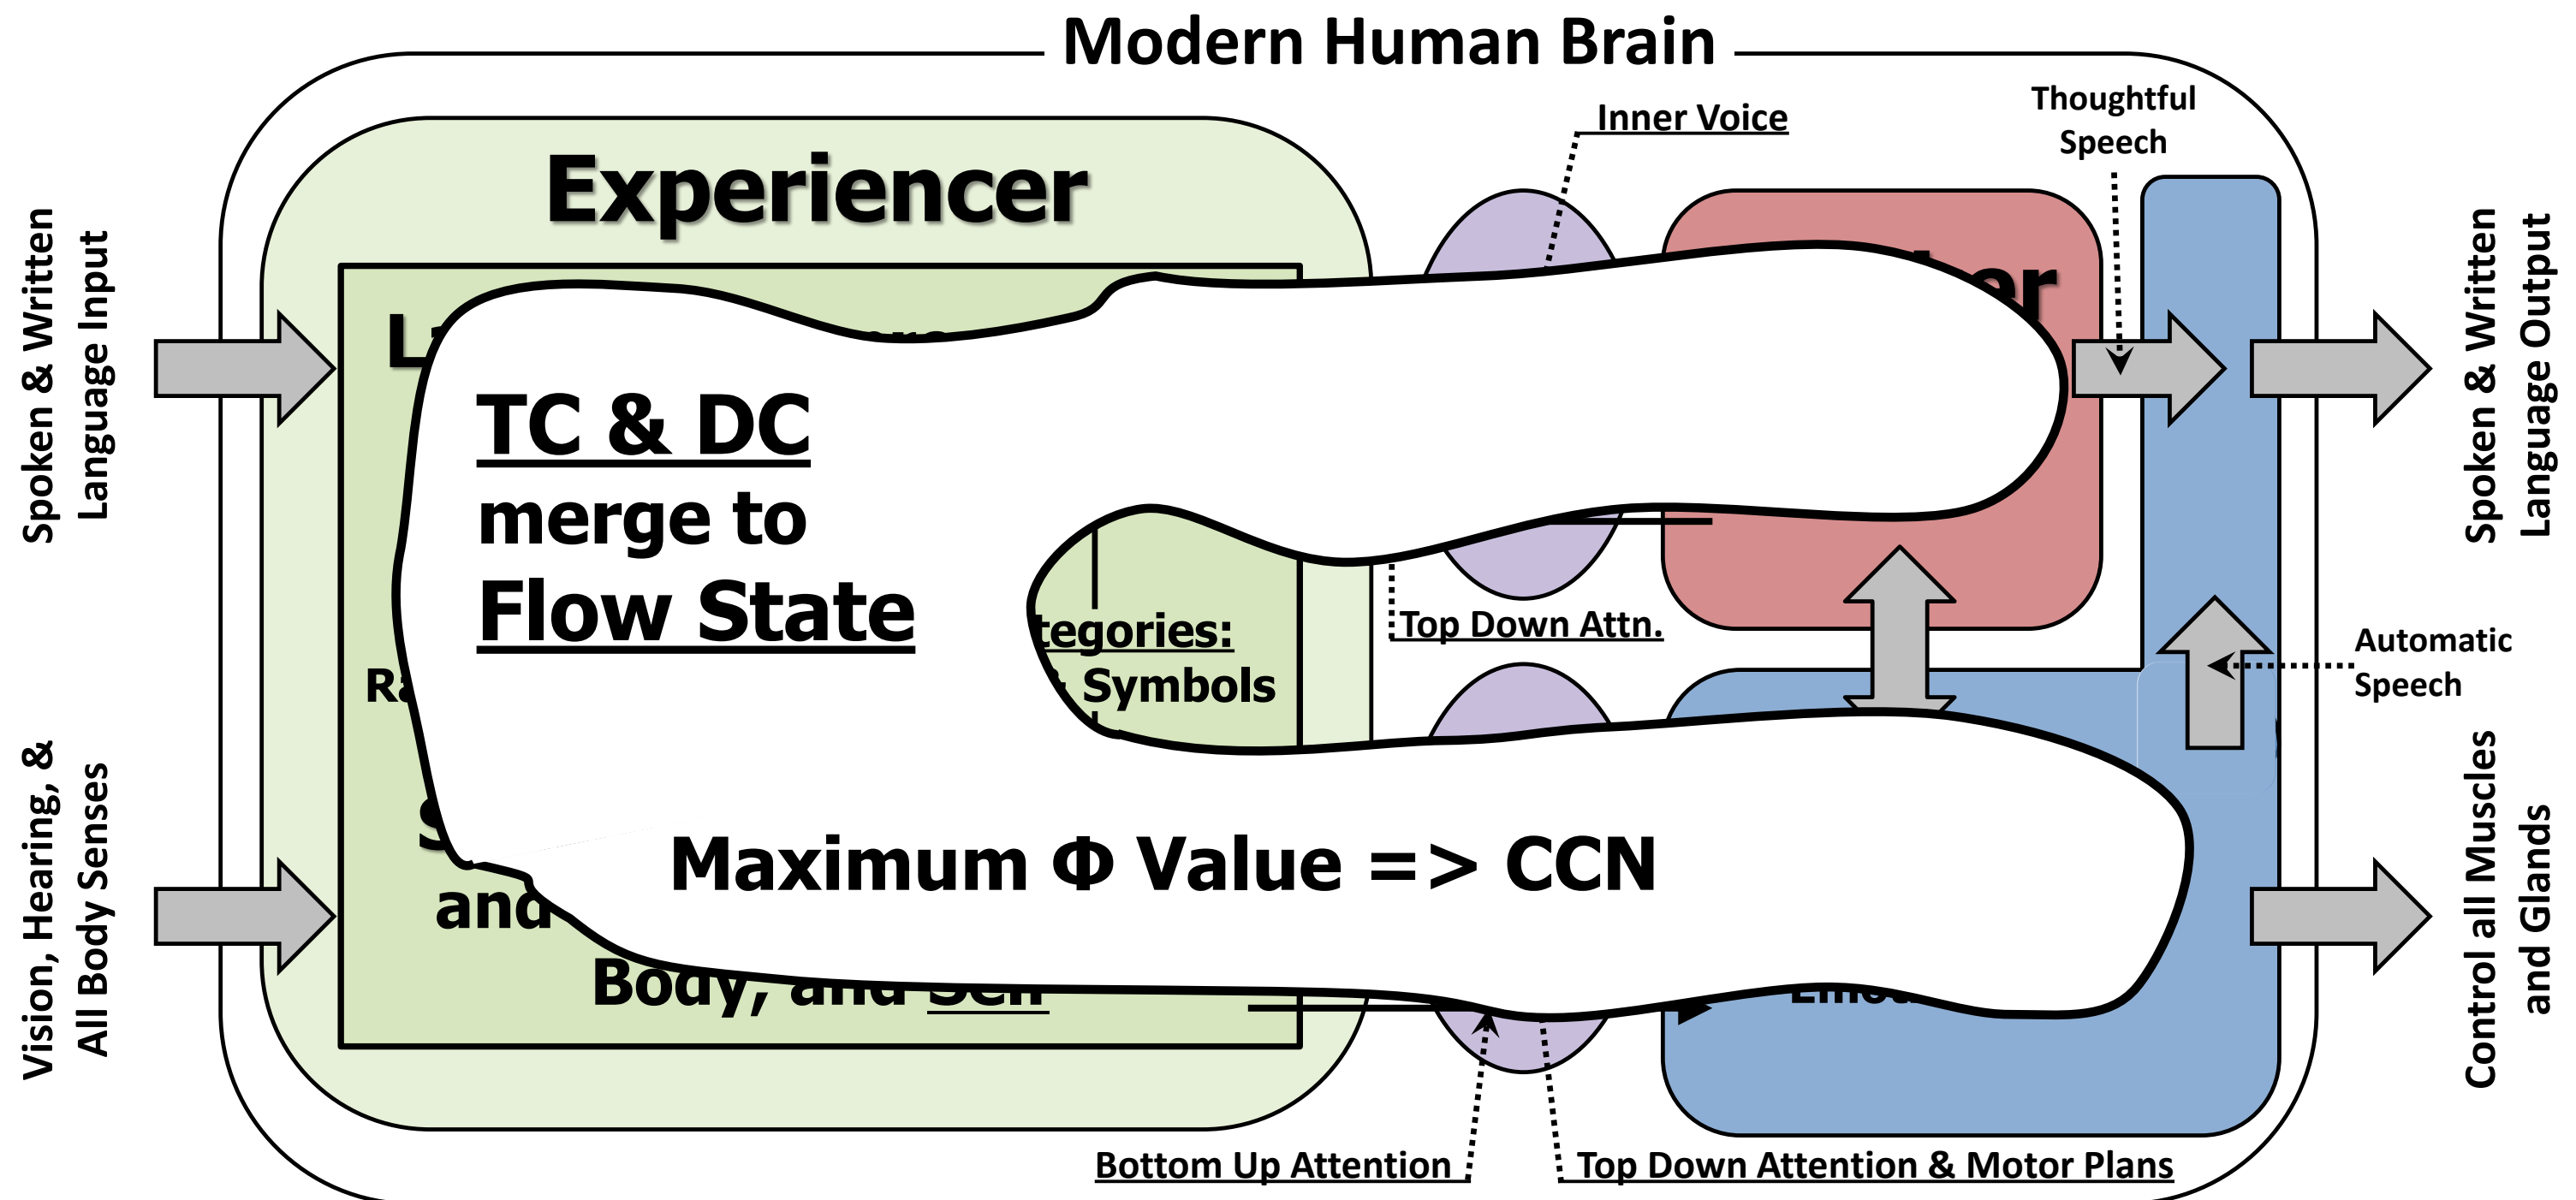 Modern Human Brain
Inner Voice
Thoughtful
Speech
Experiencer
Spoken & Written
Language Input
Spoken & Written
Language Output
TC & DC
merge to
Flow State
Symbols
Top Down Attn.
Automatic
Speech
Vision, Hearing, &
All Body Senses
Control all Muscles
and Glands
Maximum Φ Value => CCN
and
Body, and Self
Bottom Up Attention
Top Down Attention & Motor Plans